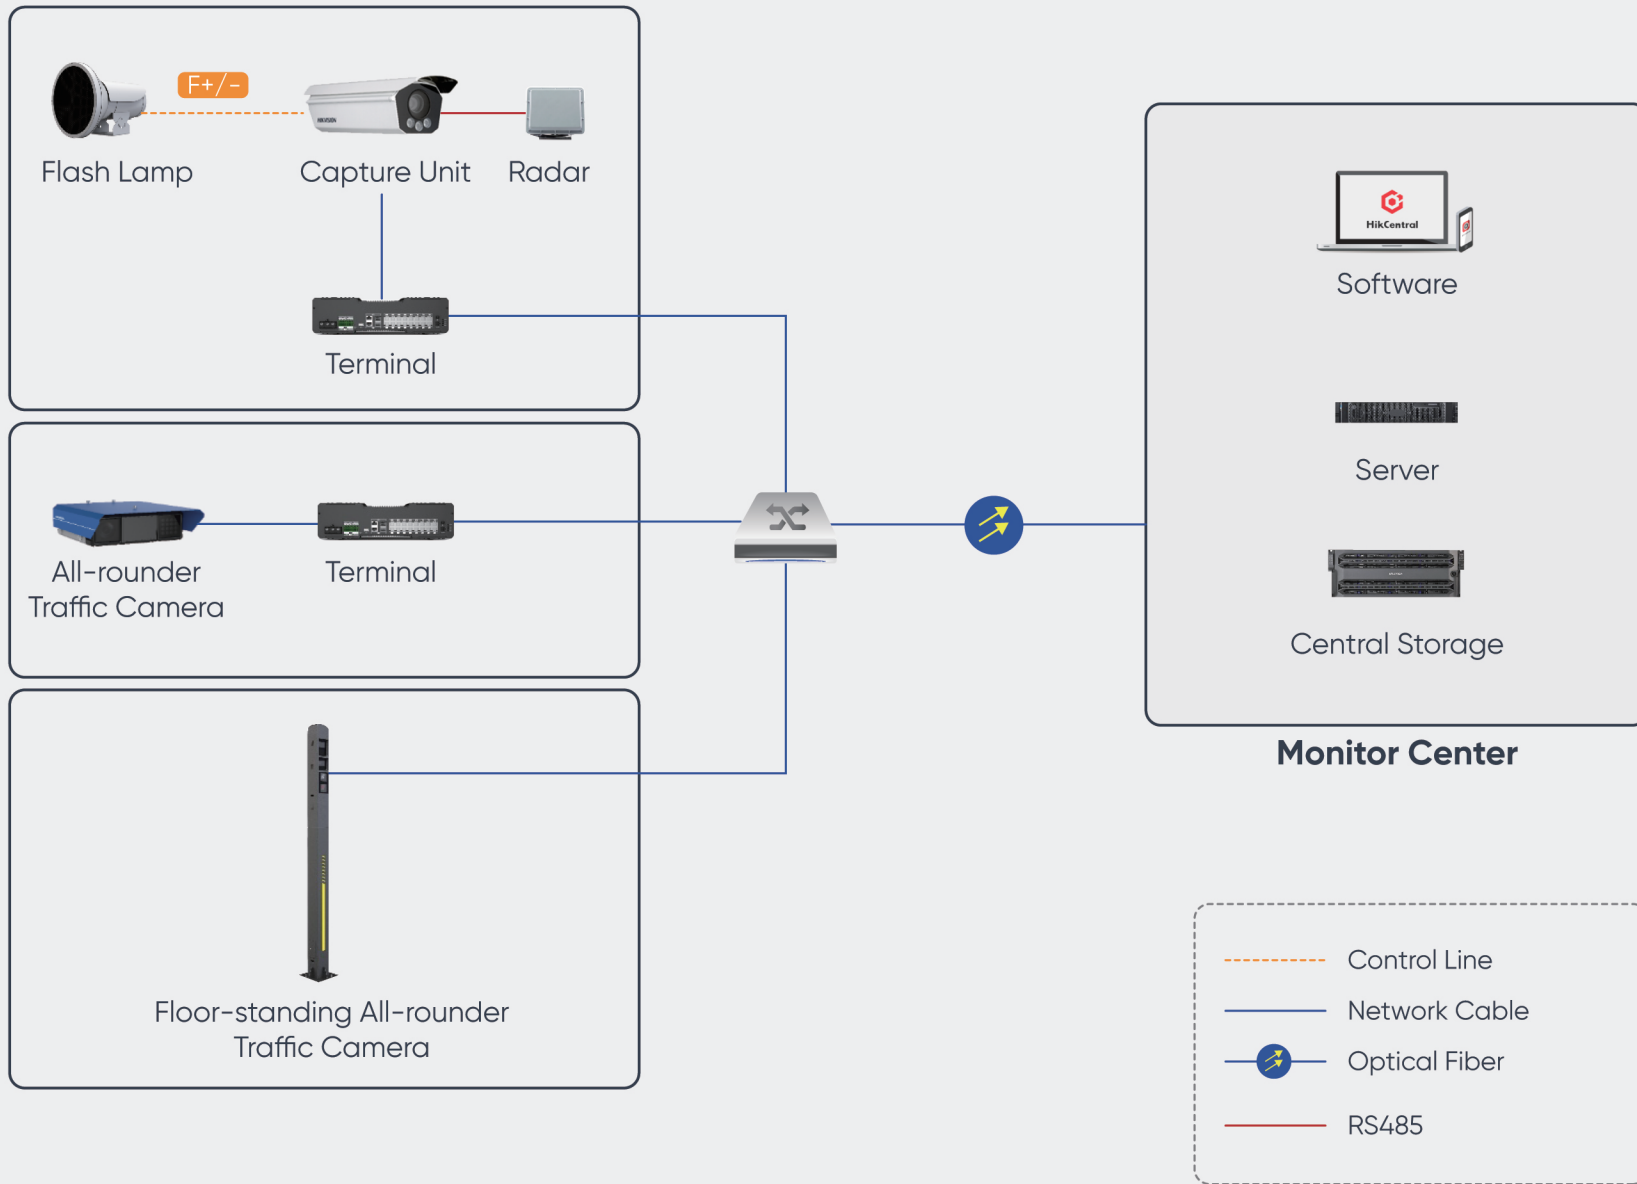 F+/-
HIKVISION
Flash Lamp
Capture Unit
Radar
Terminal
All-rounder
Traffic Camera
Terminal
Floor-standing All-rounder
Traffic Camera
HikCentral
Software
Server
Central Storage
Monitor Center
Control Line
Network Cable
Optical Fiber
RS485